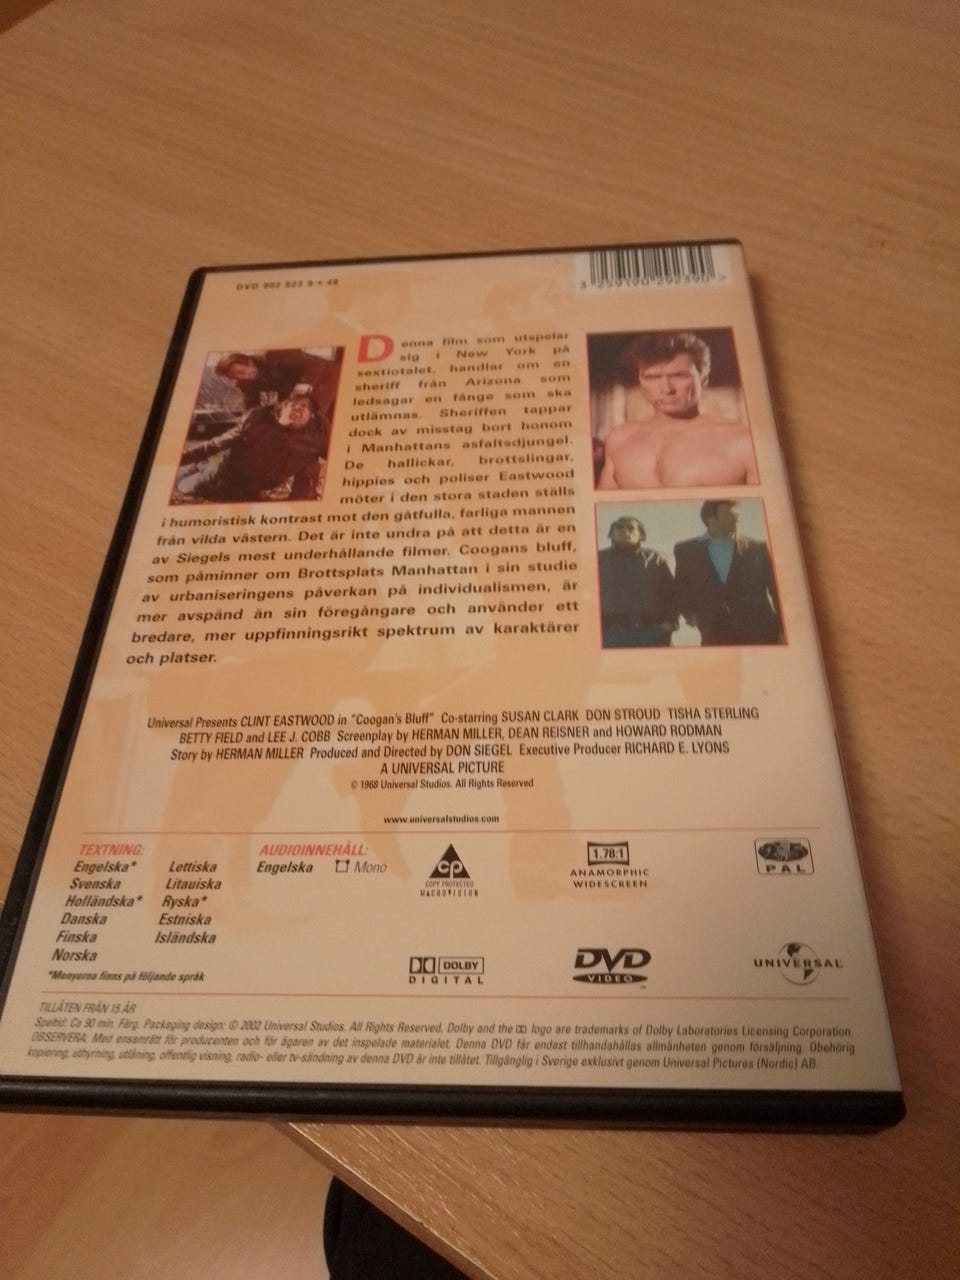 DVD 902 923 9 • 48
3 259190 292390 >
Denna film som utspelar
sig i New York på
sextiotalet, handlar om en
sheriff från Arizona som
ledsagar en fånge som ska
utlämnas. Sheriffen tappar
dock av misstag bort honom
i Manhattans asfaltsdjungel.
De hallickar, brottslingar,
hippies och poliser Eastwood
möter i den stora staden ställs
i humoristisk kontrast mot den gåtfulla, farliga mannen
från vilda västern. Det är inte undra på att detta är en
av Siegels mest underhållande filmer. Coogans bluff,
som påminner om Brottsplats Manhattan i sin studie
av urbaniseringens påverkan på individualismen, är
mer avspänd än sin föregångare och använder ett
bredare, mer uppfinningsrikt spektrum av karaktärer
och platser.
Universal Presents CLINT EASTWOOD in "Coogan's Bluff" Co-starring SUSAN CLARK DON STROUD TISHA STERLING
BETTY FIELD and LEE J. COBB Screenplay by HERMAN MILLER, DEAN REISNER and HOWARD RODMAN
Story by HERMAN MILLER Produced and Directed by DON SIEGEL Executive Producer RICHARD E. LYONS
A UNIVERSAL PICTURE
© 1968 Universal Studios. All Rights Reserved
www.universalstudios.com
TEXTNING:
Engelska*
Svenska
Holländska*
Danska
Finska
Norska
Lettiska
Litauiska
Ryska*
Estniska
Isländska
*Menyerna finns på följande språk
AUDIOINNEHÅLL:
Engelska Mono
cp
COPY PROTECTED
MACROVISION
1.78:1
ANAMORPHIC
WIDESCREEN
2 5
PAL
DOLBY
DIGITAL
DVD
VIDEO
™
UNIVERSAL
TILLÅTEN FRÅN 15 ÅR
Speltid: Ca 90 min. Färg. Packaging design: © 2002 Universal Studios. All Rights Reserved. Dolby and the DD logo are trademarks of Dolby Laboratories Licensing Corporation.
OBSERVERA: Med ensamrätt för producenten och för ägaren av det inspelade materialet. Denna DVD får endast tillhandahållas allmänheten genom försäljning. Obehörig
kopiering, uthyrning, utlåning, offentlig visning, radio- eller tv-sändning av denna DVD är inte tillåtet. Tillgänglig i Sverige exklusivt genom Universal Pictures (Nordic) AB.